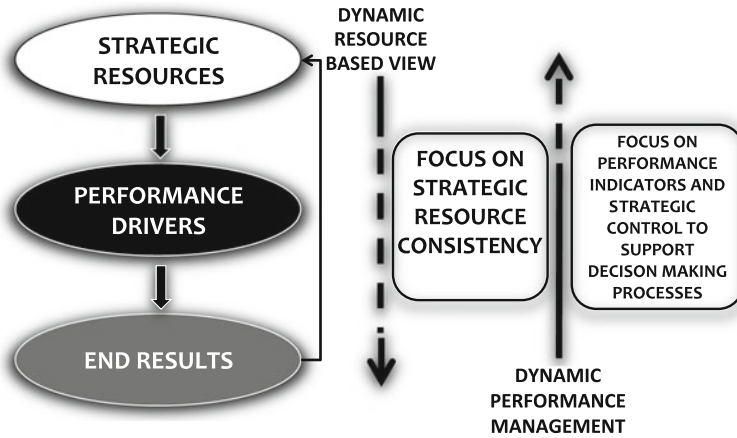 STRATEGIC
RESOURCES
PERFORMANCE
DRIVERS
END RESULTS
DYNAMIC
RESOURCE
BASED VIEW
FOCUS ON
STRATEGIC
RESOURCE
CONSISTENCY
FOCUS ON
PERFORMANCE
INDICATORS AND
STRATEGIC
CONTROL TO
SUPPORT
DECISON MAKING
PROCESSES
DYNAMIC
PERFORMANCE
MANAGEMENT